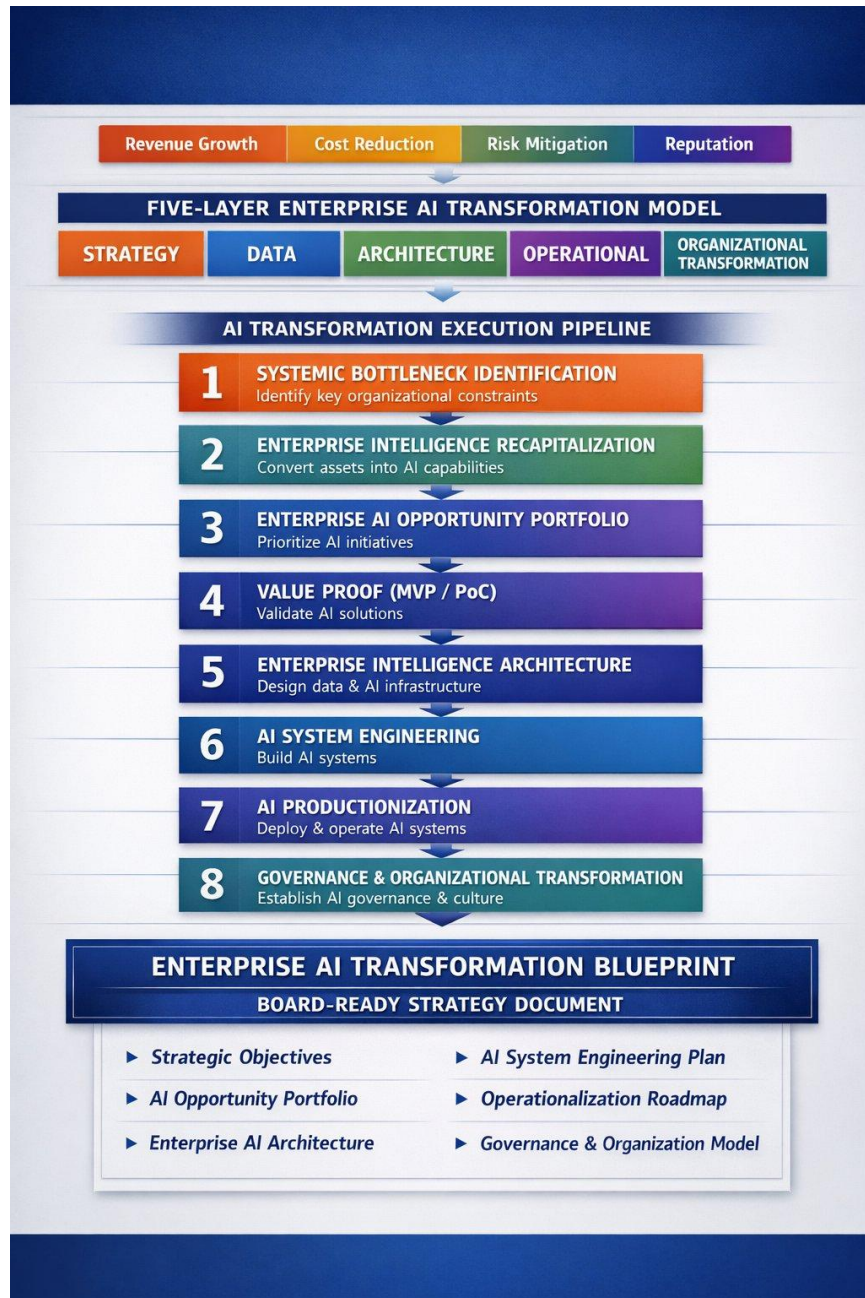 Revenue Growth Cost Reduction Risk Mitigation Reputation
FIVE-LAYER ENTERPRISE AI TRANSFORMATION MODEL
STRATEGY DATA ARCHITECTURE OPERATIONAL ORGANIZATIONAL TRANSFORMATION
AI TRANSFORMATION EXECUTION PIPELINE
1 SYSTEMIC BOTTLENECK IDENTIFICATION
Identify key organizational constraints
2 ENTERPRISE INTELLIGENCE RECAPITALIZATION
Convert assets into AI capabilities
3 ENTERPRISE AI OPPORTUNITY PORTFOLIO
Prioritize AI initiatives
4 VALUE PROOF (MVP / PoC)
Validate AI solutions
5 ENTERPRISE INTELLIGENCE ARCHITECTURE
Design data & AI infrastructure
6 AI SYSTEM ENGINEERING
Build AI systems
7 AI PRODUCTIONIZATION
Deploy & operate AI systems
8 GOVERNANCE & ORGANIZATIONAL TRANSFORMATION
Establish AI governance & culture
ENTERPRISE AI TRANSFORMATION BLUEPRINT
BOARD-READY STRATEGY DOCUMENT
Strategic Objectives
AI Opportunity Portfolio
Enterprise AI Architecture
AI System Engineering Plan
Operationalization Roadmap
Governance & Organization Model